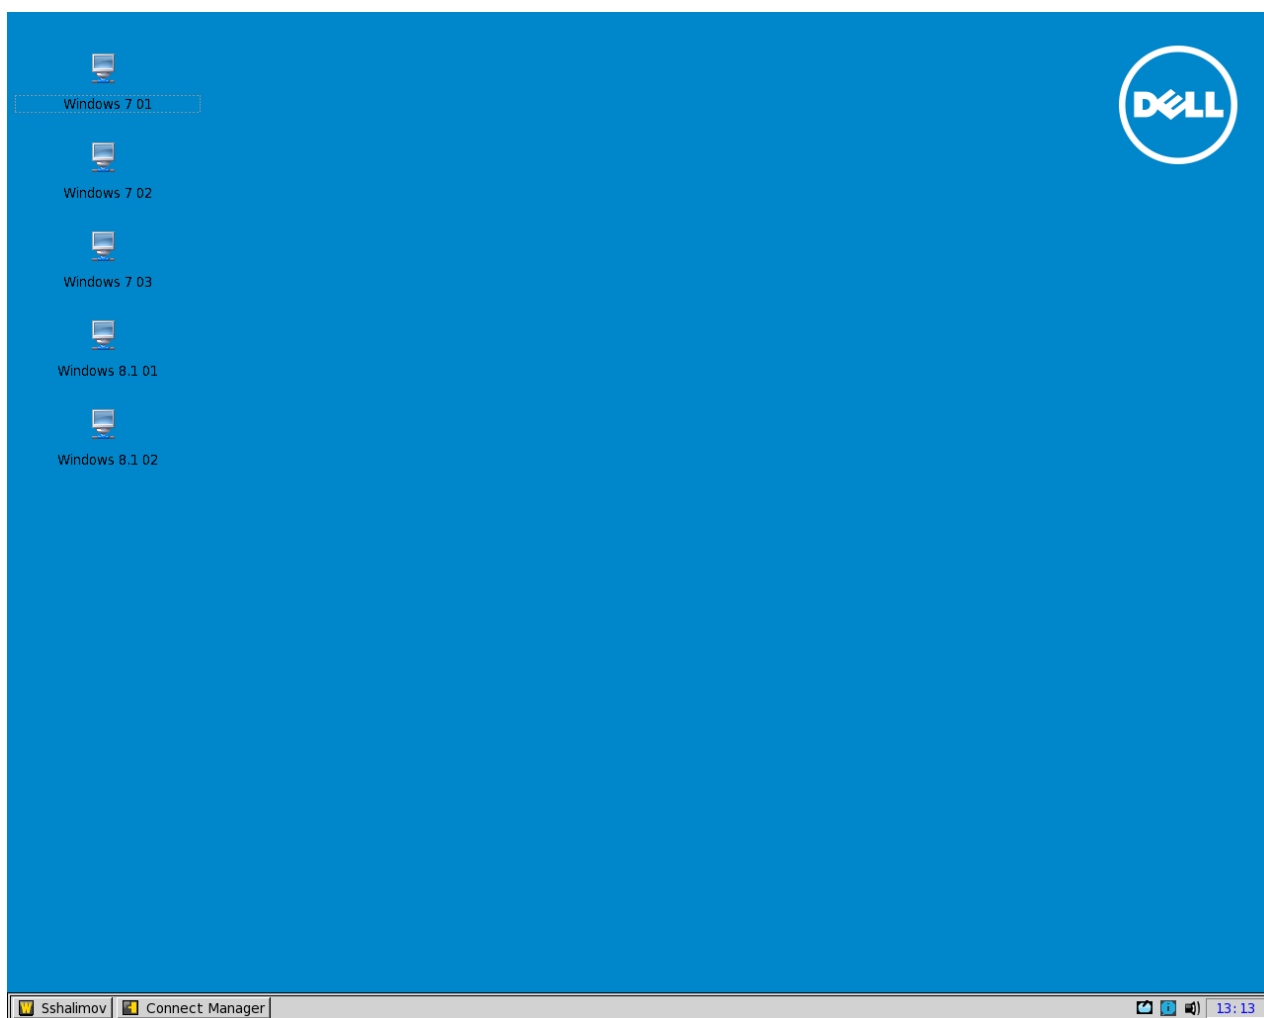 Windows 7 01
DELL
Windows 7 02
Windows 7 03
Windows 8.1 01
Windows 8.1 02
Sshalimov
Connect Manager
13:13